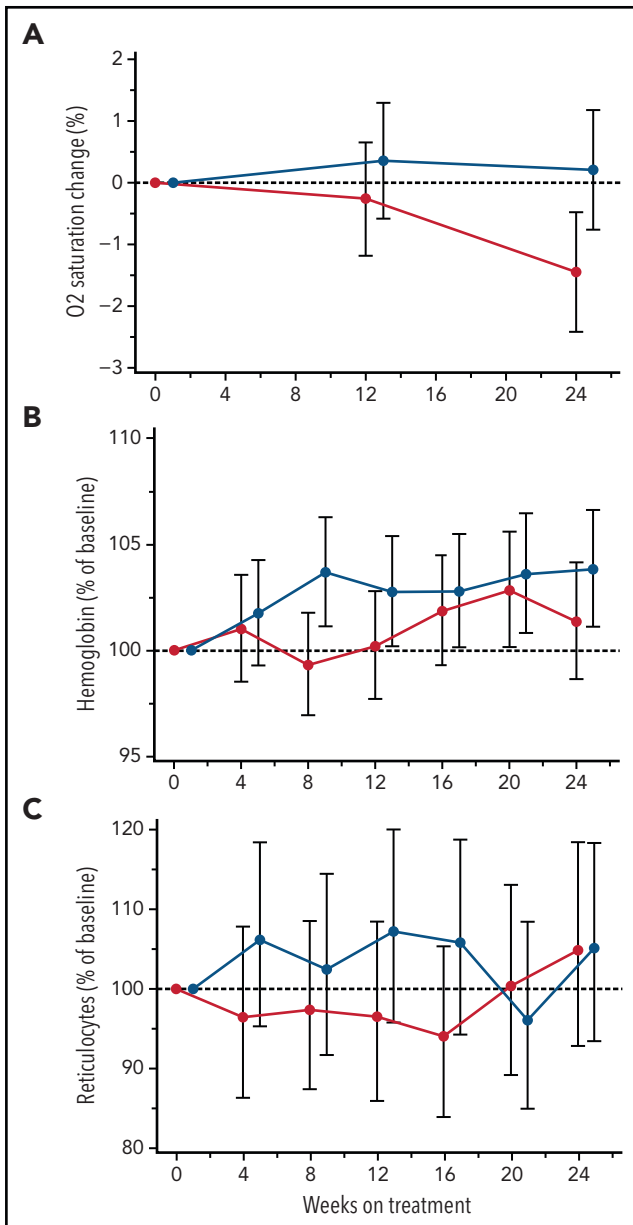 A
O2 saturation change (%)
2
1
0
−1
−2
−3
0 4 8 12 16 20 24
B
Hemoglobin (% of baseline)
110
105
100
95
0 4 8 12 16 20 24
C
Reticulocytes (% of baseline)
120
110
100
90
80
0 4 8 12 16 20 24
Weeks on treatment